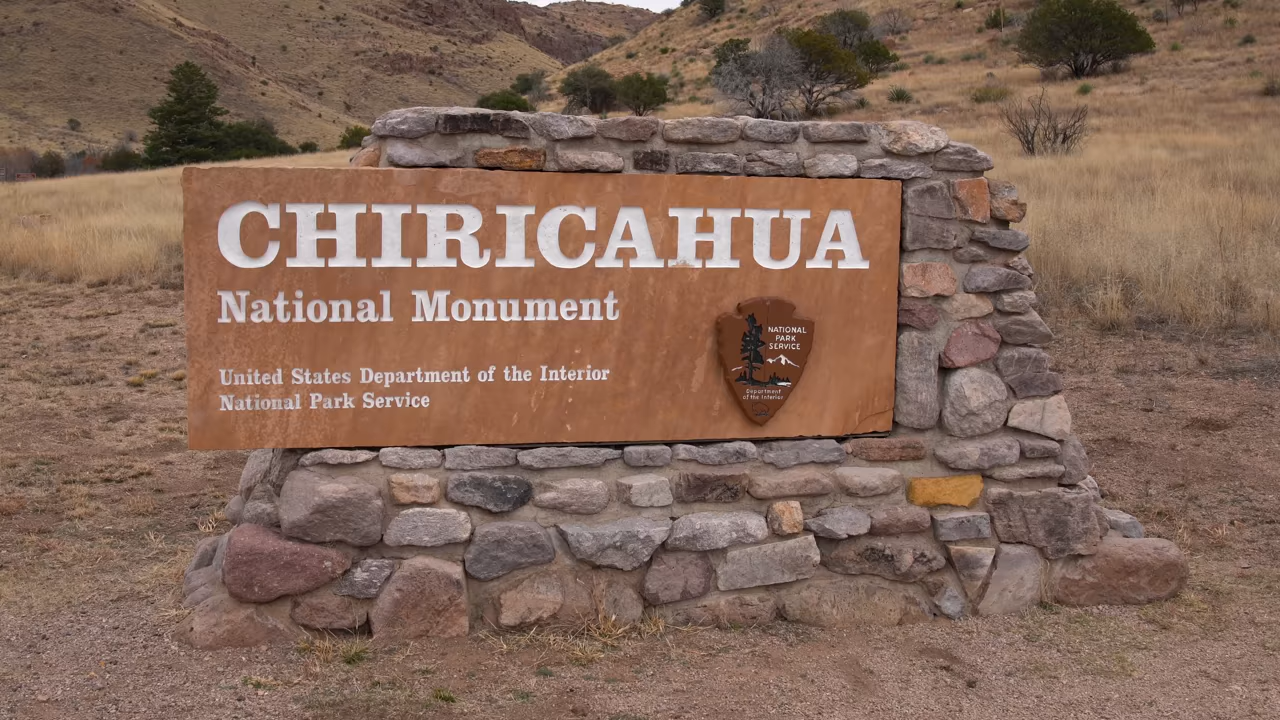 CHIRICAHUA
National Monument
United States Department of the Interior
National Park Service
NATIONAL
PARK
SERVICE
Department
of the Interior